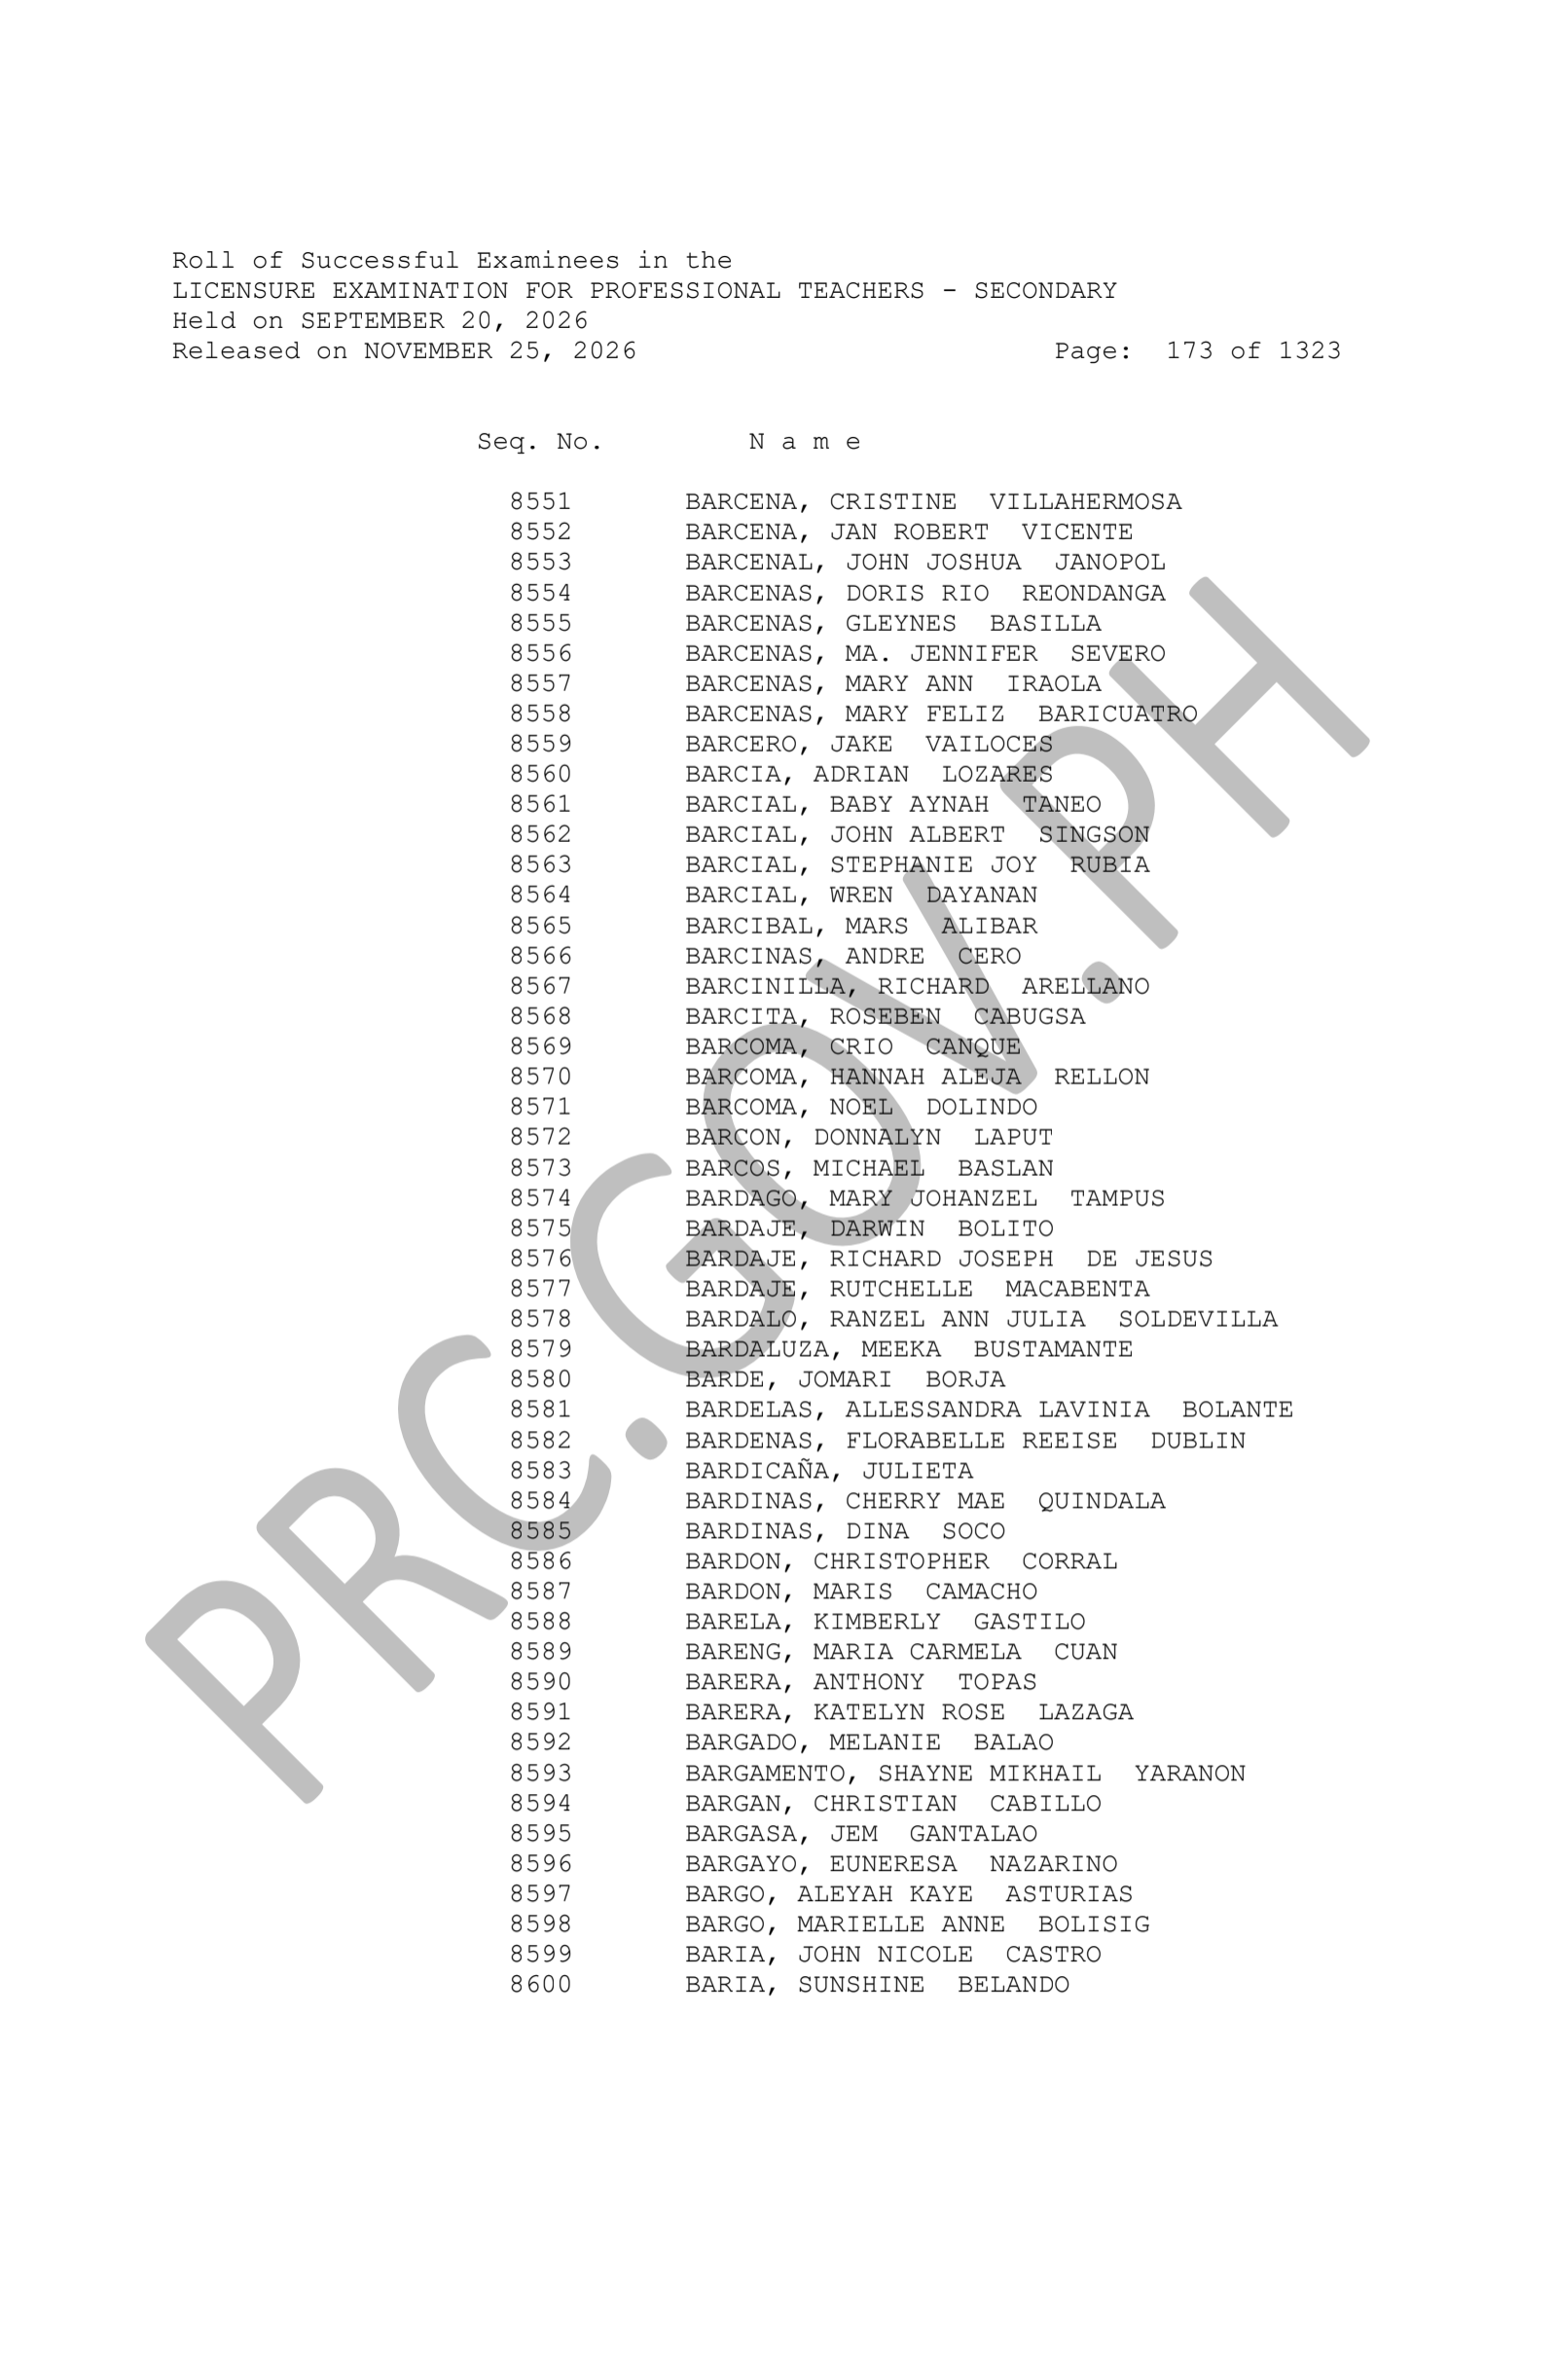 Roll of Successful Examinees in the
LICENSURE EXAMINATION FOR PROFESSIONAL TEACHERS - SECONDARY
Held on SEPTEMBER 20, 2026
Released on NOVEMBER 25, 2026 Page: 173 of 1323
Seq. No. N a m e
8551 BARCENA, CRISTINE VILLAHERMOSA
8552 BARCENA, JAN ROBERT VICENTE
8553 BARCENAL, JOHN JOSHUA JANOPOL
8554 BARCENAS, DORIS RIO REONDANGA
8555 BARCENAS, GLEYNES BASILLA
8556 BARCENAS, MA. JENNIFER SEVERO
8557 BARCENAS, MARY ANN IRAOLA
8558 BARCENAS, MARY FELIZ BARICUATRO
8559 BARCERO, JAKE VAILOCES
8560 BARCIA, ADRIAN LOZARES
8561 BARCIAL, BABY AYNAH TANEO
8562 BARCIAL, JOHN ALBERT SINGSON
8563 BARCIAL, STEPHANIE JOY RUBIA
8564 BARCIAL, WREN DAYANAN
8565 BARCIBAL, MARS ALIBAR
8566 BARCINAS, ANDRE CERO
8567 BARCINILLA, RICHARD ARELLANO
8568 BARCITA, ROSEBEN CABUGSA
8569 BARCOMA, CRIO CANQUE
8570 BARCOMA, HANNAH ALEJA RELLON
8571 BARCOMA, NOEL DOLINDO
8572 BARCON, DONNALYN LAPUT
8573 BARCOS, MICHAEL BASLAN
8574 BARDAGO, MARY JOHANZEL TAMPUS
8575 BARDAJE, DARWIN BOLITO
8576 BARDAJE, RICHARD JOSEPH DE JESUS
8577 BARDAJE, RUTCHELLE MACABENTA
8578 BARDALO, RANZEL ANN JULIA SOLDEVILLA
8579 BARDALUZA, MEEKA BUSTAMANTE
8580 BARDE, JOMARI BORJA
8581 BARDELAS, ALLESSANDRA LAVINIA BOLANTE
8582 BARDENAS, FLORABELLE REEISE DUBLIN
8583 BARDICAÑA, JULIETA
8584 BARDINAS, CHERRY MAE QUINDALA
8585 BARDINAS, DINA SOCO
8586 BARDON, CHRISTOPHER CORRAL
8587 BARDON, MARIS CAMACHO
8588 BARELA, KIMBERLY GASTILO
8589 BARENG, MARIA CARMELA CUAN
8590 BARERA, ANTHONY TOPAS
8591 BARERA, KATELYN ROSE LAZAGA
8592 BARGADO, MELANIE BALAO
8593 BARGAMENTO, SHAYNE MIKHAIL YARANON
8594 BARGAN, CHRISTIAN CABILLO
8595 BARGASA, JEM GANTALAO
8596 BARGAYO, EUNERESA NAZARINO
8597 BARGO, ALEYAH KAYE ASTURIAS
8598 BARGO, MARIELLE ANNE BOLISIG
8599 BARIA, JOHN NICOLE CASTRO
8600 BARIA, SUNSHINE BELANDO
PRC.GOV.PH